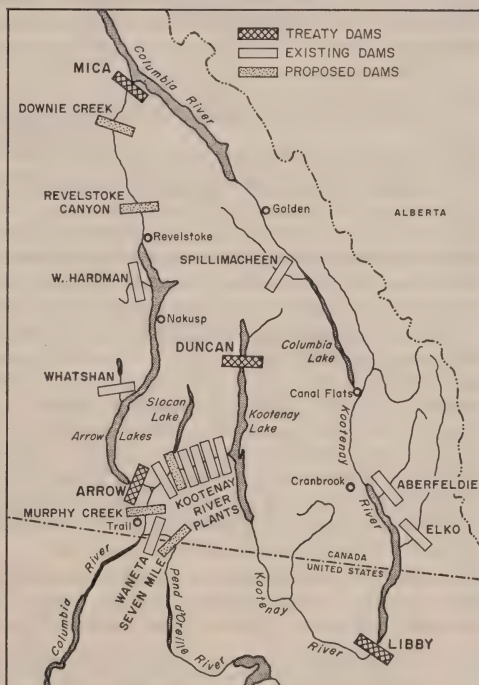 TREATY DAMS
EXISTING DAMS
PROPOSED DAMS
MICA
Columbia
River
DOWNIE CREEK
REVELSTOKE
CANYON
Golden
ALBERTA
Revelstoke
SPILLIMACHEEN
W. HARDMAN
Nakusp
DUNCAN
Columbia
Lake
WHATSHAN
Slocan
Lake
Canal Flats
Kootenay
Lake
Kootenay
River
Arrow Lakes
ARROW
KOOTENAY
RIVER
PLANTS
Cranbrook
ABERFELDIE
MURPHY CREEK
Trail
ELKO
CANADA
UNITED STATES
WANETA
SEVEN MILE
Columbia
River
Pend d'Oreille
River
Kootenay
River
LIBBY